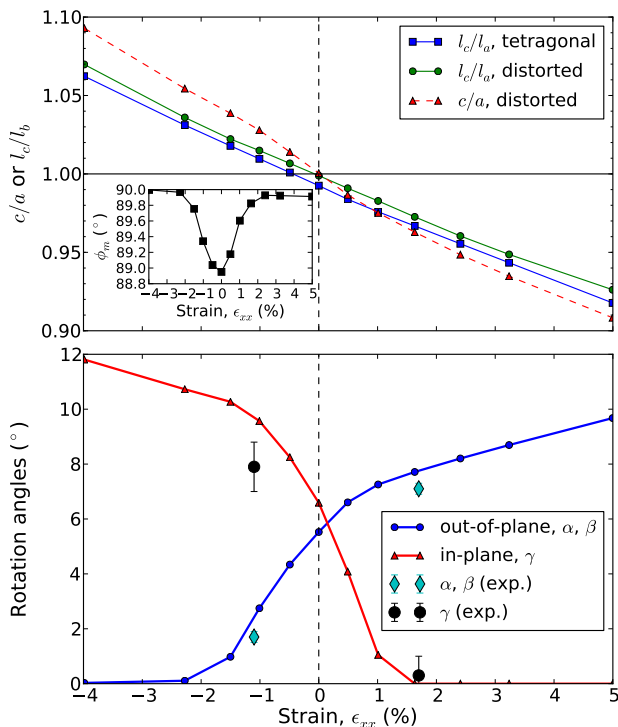 1.10
1.05
1.00
0.95
0.90
c/a or l_c/l_b
l_c/l_a, tetragonal
l_c/l_a, distorted
c/a, distorted
90.0
89.8
89.6
89.4
89.2
89.0
88.8
ϕ_m (°)
−4 −3 −2 −1 0 1 2 3 4 5
Strain, ϵ_xx (%)
12
10
8
6
4
2
0
Rotation angles (°)
out-of-plane, α, β
in-plane, γ
α, β (exp.)
γ (exp.)
−4 −3 −2 −1 0 1 2 3 4 5
Strain, ϵ_xx (%)